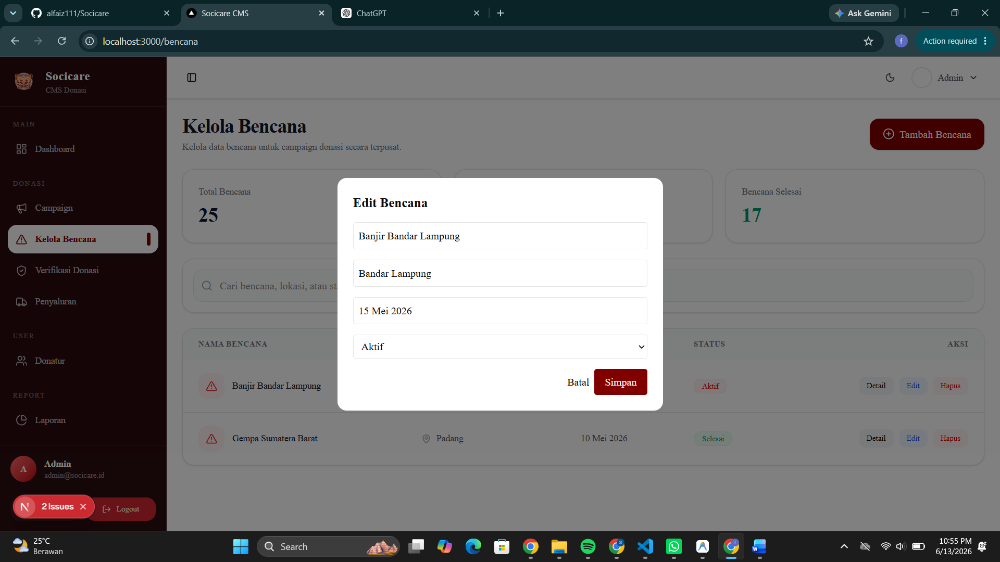 alfaiz111/Socicare
Socicare CMS
ChatGPT
Ask Gemini
localhost:3000/bencana
f
Action required
Socicare
CMS Donasi
MAIN
Dashboard
DONASI
Campaign
Kelola Bencana
Verifikasi Donasi
Penyaluran
USER
Donatur
REPORT
Laporan
A
Admin
admin@socicare.id
N
2 Issues
Logout
Admin
Kelola Bencana
Kelola data bencana untuk campaign donasi secara terpusat.
Tambah Bencana
Total Bencana
25
Bencana Selesai
17
Cari bencana, lokasi, atau
NAMA BENCANA
STATUS
AKSI
Banjir Bandar Lampung
Aktif
Detail
Edit
Hapus
Gempa Sumatera Barat
Padang
10 Mei 2026
Selesai
Detail
Edit
Hapus
Edit Bencana
Banjir Bandar Lampung
Bandar Lampung
15 Mei 2026
Aktif
Batal
Simpan
25°C
Berawan
Search
10:55 PM
6/13/2026